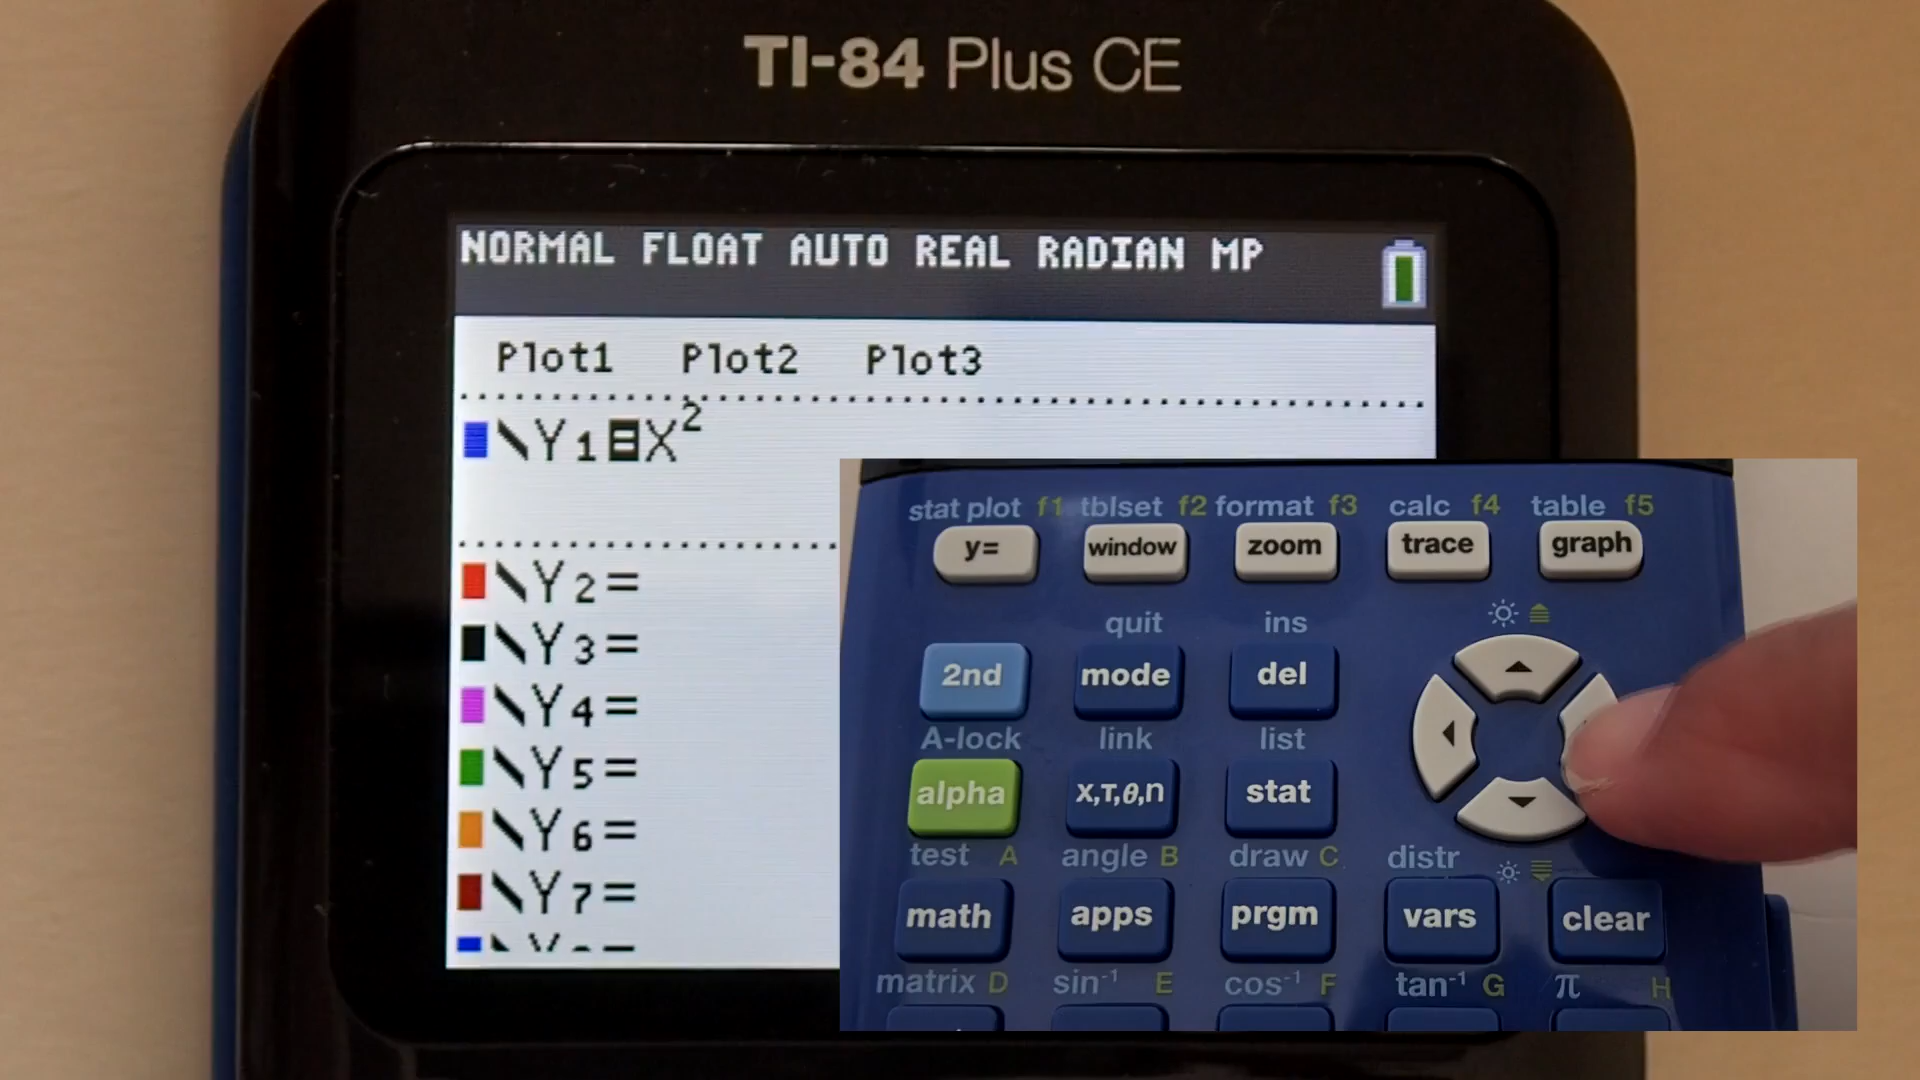 TI-84 Plus CE
NORMAL FLOAT AUTO REAL RADIAN MP
Plot1 Plot2 Plot3
\Y1=X²
\Y2=
\Y3=
\Y4=
\Y5=
\Y6=
\Y7=
stat plot f1 tblset f2 format f3 calc f4 table f5
y= window zoom trace graph
quit ins
2nd mode del
A-lock link list
alpha X,T,θ,n stat
test A angle B draw C distr
math apps prgm vars clear
matrix D sin⁻¹ E cos⁻¹ F tan⁻¹ G π H